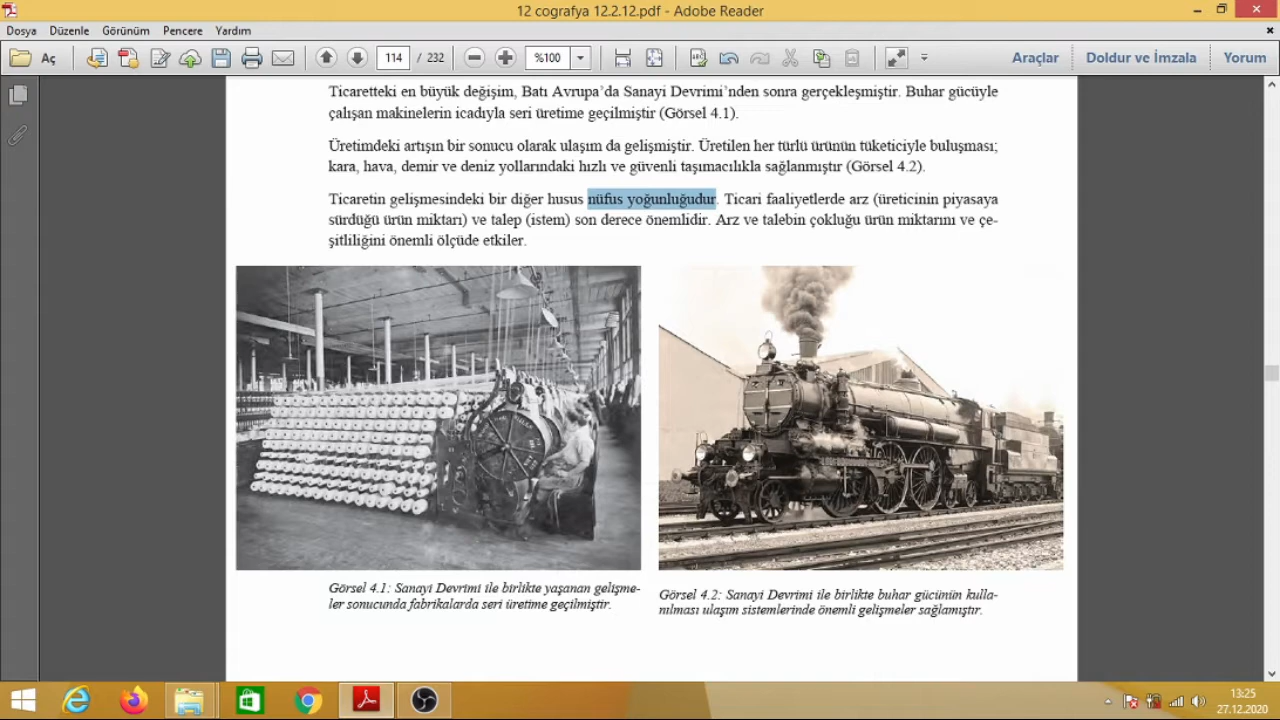 12 cografya 12.2.12.pdf - Adobe Reader
Dosya Düzenle Görünüm Pencere Yardım
Aç 114 / 232 %100 Araçlar Doldur ve İmzala Yorum
Ticaretteki en büyük değişim, Batı Avrupa’da Sanayi Devrimi’nden sonra gerçekleşmiştir. Buhar gücüyle
çalışan makinelerin icadıyla seri üretime geçilmiştir (Görsel 4.1).
Üretimdeki artışın bir sonucu olarak ulaşım da gelişmiştir. Üretilen her türlü ürünün tüketiciyle buluşması;
kara, hava, demir ve deniz yollarındaki hızlı ve güvenli taşımacılıkla sağlanmıştır (Görsel 4.2).
Ticaretin gelişmesindeki bir diğer husus nüfus yoğunluğudur. Ticari faaliyetlerde arz (üreticinin piyasaya
sürdüğü ürün miktarı) ve talep (istem) son derece önemlidir. Arz ve talebin çokluğu ürün miktarını ve çe-
şitliliğini önemli ölçüde etkiler.
Görsel 4.1: Sanayi Devrimi ile birlikte yaşanan gelişme-
ler sonucunda fabrikalarda seri üretime geçilmiştir.
Görsel 4.2: Sanayi Devrimi ile birlikte buhar gücünün kulla-
nılması ulaşım sistemlerinde önemli gelişmeler sağlamıştır.
13:25
27.12.2020